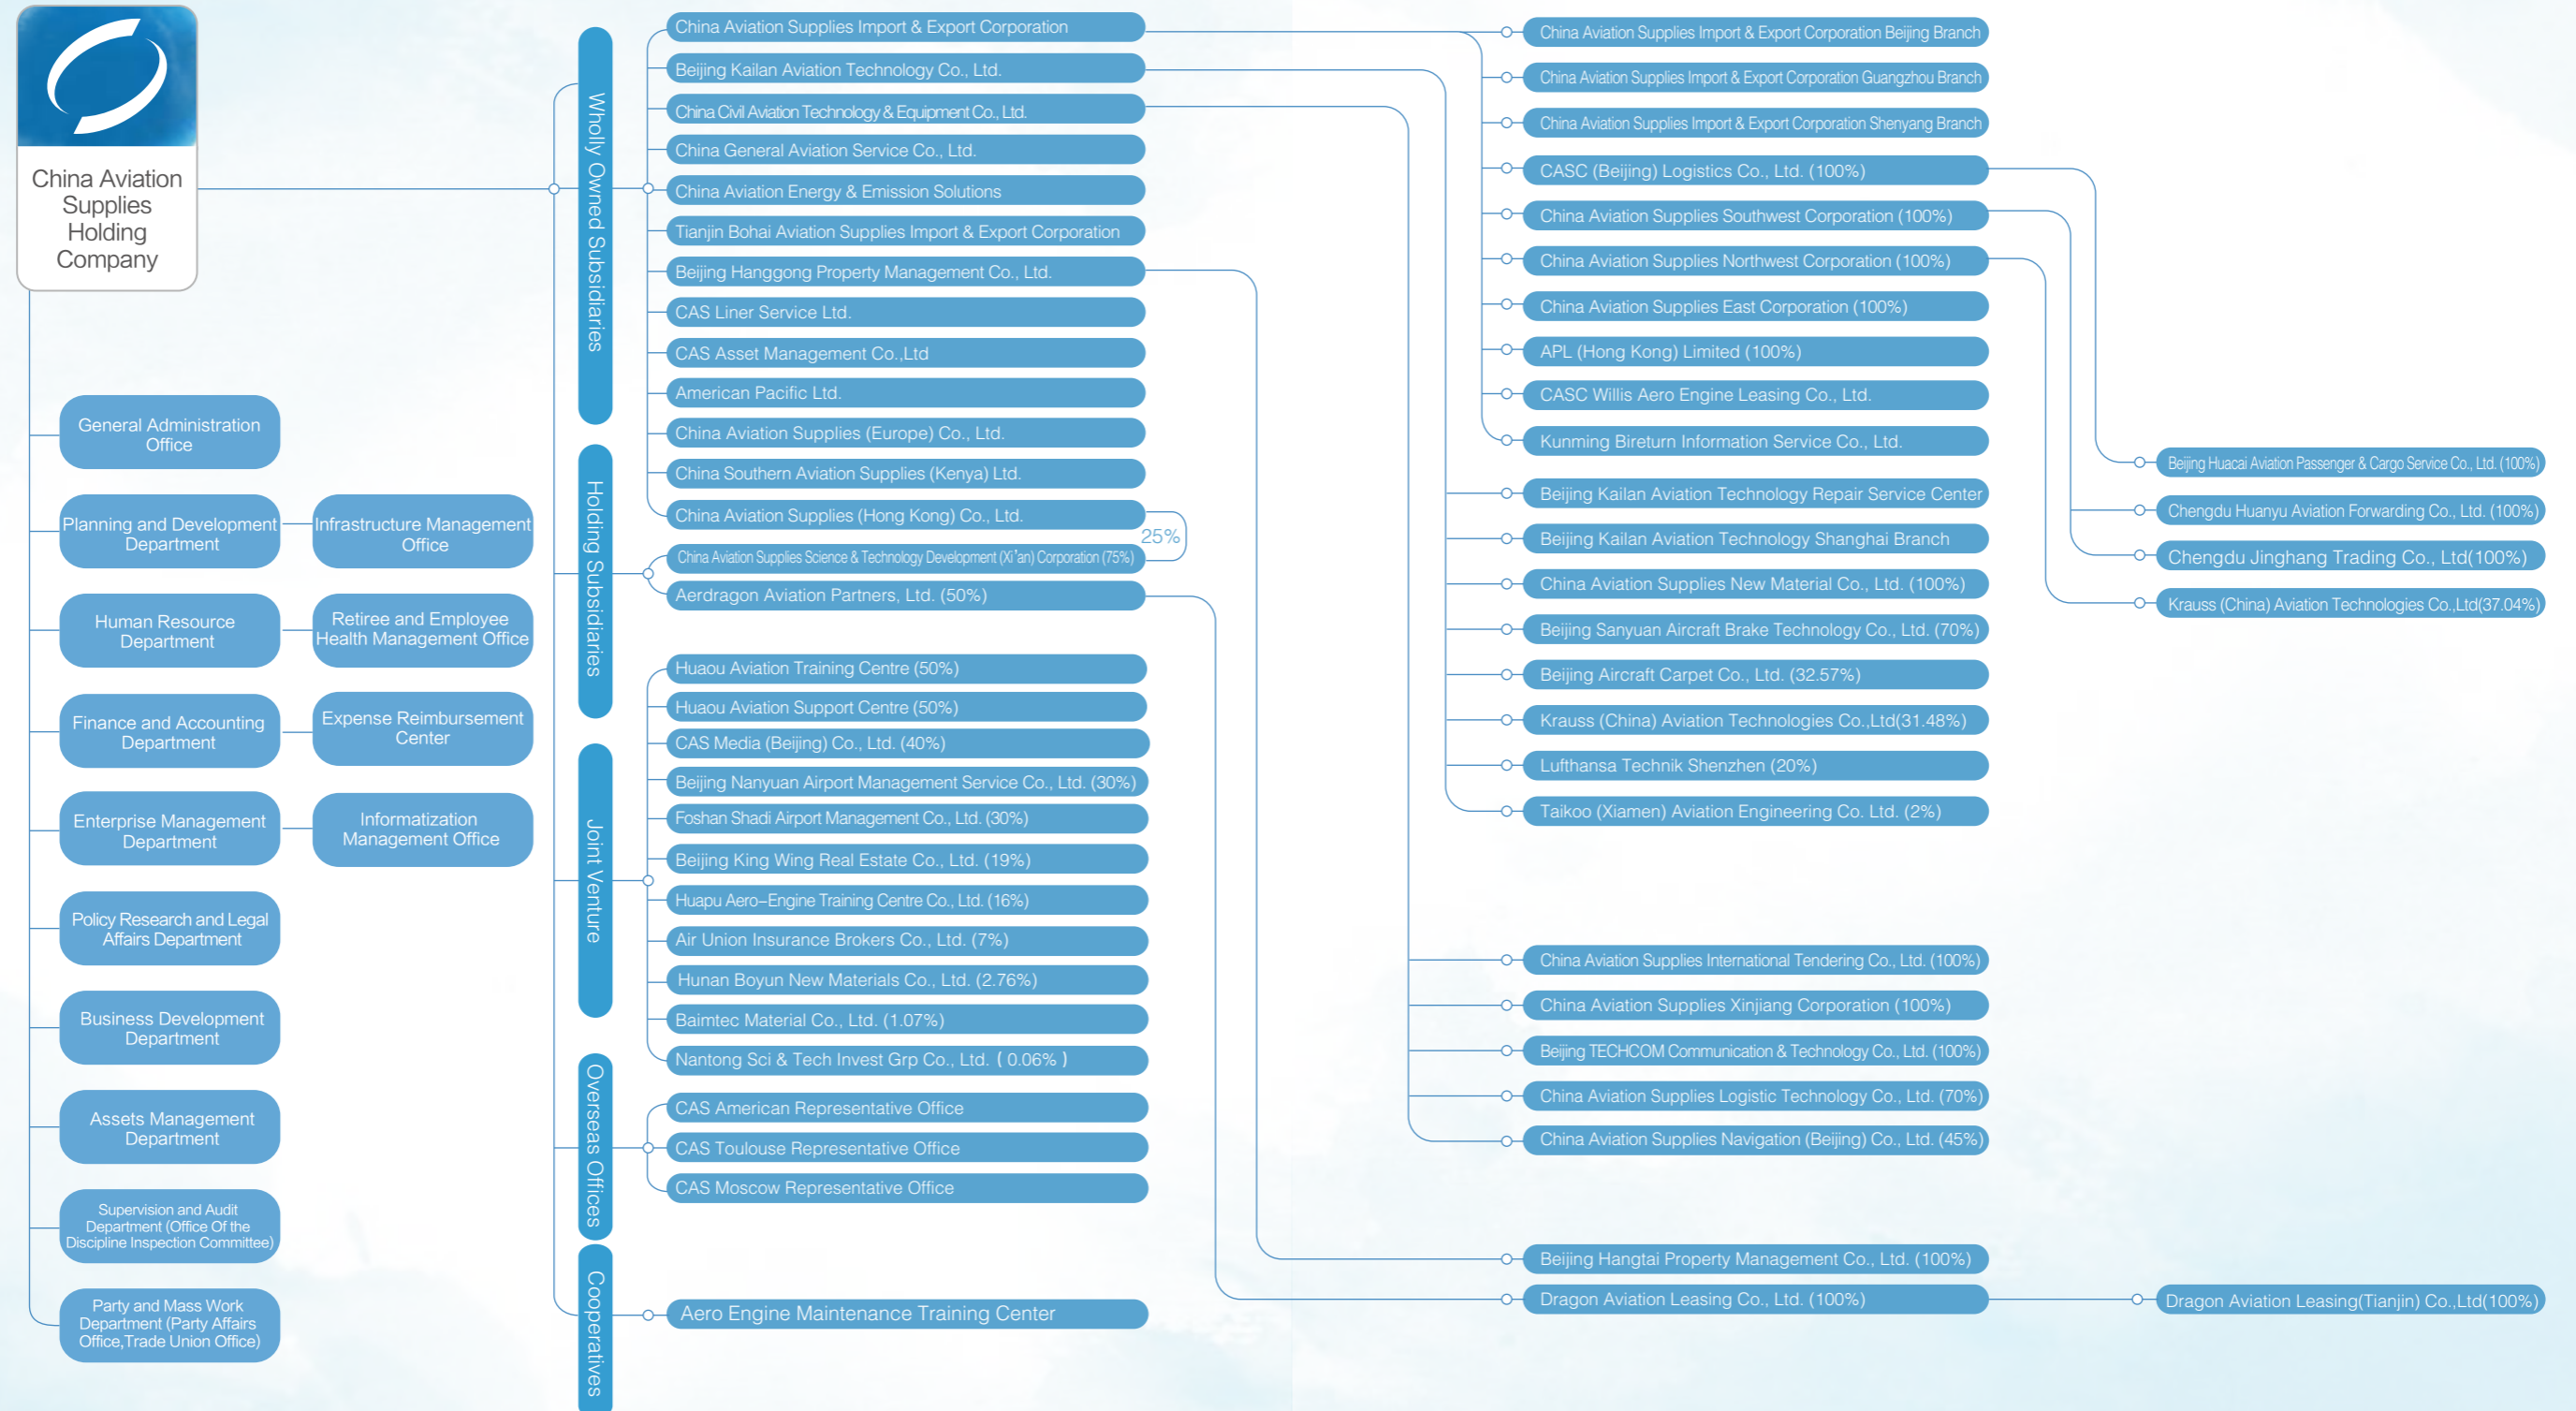 China Aviation
Supplies
Holding
Company
General Administration
Office
Planning and Development
Department
Infrastructure Management
Office
Human Resource
Department
Retiree and Employee
Health Management Office
Finance and Accounting
Department
Expense Reimbursement
Center
Enterprise Management
Department
Informatization
Management Office
Policy Research and Legal
Affairs Department
Business Development
Department
Assets Management
Department
Supervision and Audit
Department (Office Of the
Discipline Inspection Committee)
Party and Mass Work
Department (Party Affairs
Office,Trade Union Office)
Wholly Owned Subsidiaries
China Aviation Supplies Import & Export Corporation
Beijing Kailan Aviation Technology Co., Ltd.
China Civil Aviation Technology & Equipment Co., Ltd.
China General Aviation Service Co., Ltd.
China Aviation Energy & Emission Solutions
Tianjin Bohai Aviation Supplies Import & Export Corporation
Beijing Hanggong Property Management Co., Ltd.
CAS Liner Service Ltd.
CAS Asset Management Co.,Ltd
American Pacific Ltd.
China Aviation Supplies (Europe) Co., Ltd.
China Southern Aviation Supplies (Kenya) Ltd.
China Aviation Supplies (Hong Kong) Co., Ltd.
25%
Holding Subsidiaries
China Aviation Supplies Science & Technology Development (Xi'an) Corporation (75%)
Aerdragon Aviation Partners, Ltd. (50%)
Joint Venture
Huaou Aviation Training Centre (50%)
Huaou Aviation Support Centre (50%)
CAS Media (Beijing) Co., Ltd. (40%)
Beijing Nanyuan Airport Management Service Co., Ltd. (30%)
Foshan Shadi Airport Management Co., Ltd. (30%)
Beijing King Wing Real Estate Co., Ltd. (19%)
Huapu Aero-Engine Training Centre Co., Ltd. (16%)
Air Union Insurance Brokers Co., Ltd. (7%)
Hunan Boyun New Materials Co., Ltd. (2.76%)
Baimtec Material Co., Ltd. (1.07%)
Nantong Sci & Tech Invest Grp Co., Ltd. ( 0.06% )
Overseas Offices
CAS American Representative Office
CAS Toulouse Representative Office
CAS Moscow Representative Office
Cooperatives
Aero Engine Maintenance Training Center
China Aviation Supplies Import & Export Corporation Beijing Branch
China Aviation Supplies Import & Export Corporation Guangzhou Branch
China Aviation Supplies Import & Export Corporation Shenyang Branch
CASC (Beijing) Logistics Co., Ltd. (100%)
China Aviation Supplies Southwest Corporation (100%)
China Aviation Supplies Northwest Corporation (100%)
China Aviation Supplies East Corporation (100%)
APL (Hong Kong) Limited (100%)
CASC Willis Aero Engine Leasing Co., Ltd.
Kunming Bireturn Information Service Co., Ltd.
Beijing Kailan Aviation Technology Repair Service Center
Beijing Kailan Aviation Technology Shanghai Branch
China Aviation Supplies New Material Co., Ltd. (100%)
Beijing Sanyuan Aircraft Brake Technology Co., Ltd. (70%)
Beijing Aircraft Carpet Co., Ltd. (32.57%)
Krauss (China) Aviation Technologies Co.,Ltd(31.48%)
Lufthansa Technik Shenzhen (20%)
Taikoo (Xiamen) Aviation Engineering Co. Ltd. (2%)
China Aviation Supplies International Tendering Co., Ltd. (100%)
China Aviation Supplies Xinjiang Corporation (100%)
Beijing TECHCOM Communication & Technology Co., Ltd. (100%)
China Aviation Supplies Logistic Technology Co., Ltd. (70%)
China Aviation Supplies Navigation (Beijing) Co., Ltd. (45%)
Beijing Hangtai Property Management Co., Ltd. (100%)
Dragon Aviation Leasing Co., Ltd. (100%)
Beijing Huacai Aviation Passenger & Cargo Service Co., Ltd. (100%)
Chengdu Huanyu Aviation Forwarding Co., Ltd. (100%)
Chengdu Jinghang Trading Co., Ltd(100%)
Krauss (China) Aviation Technologies Co.,Ltd(37.04%)
Dragon Aviation Leasing(Tianjin) Co.,Ltd(100%)